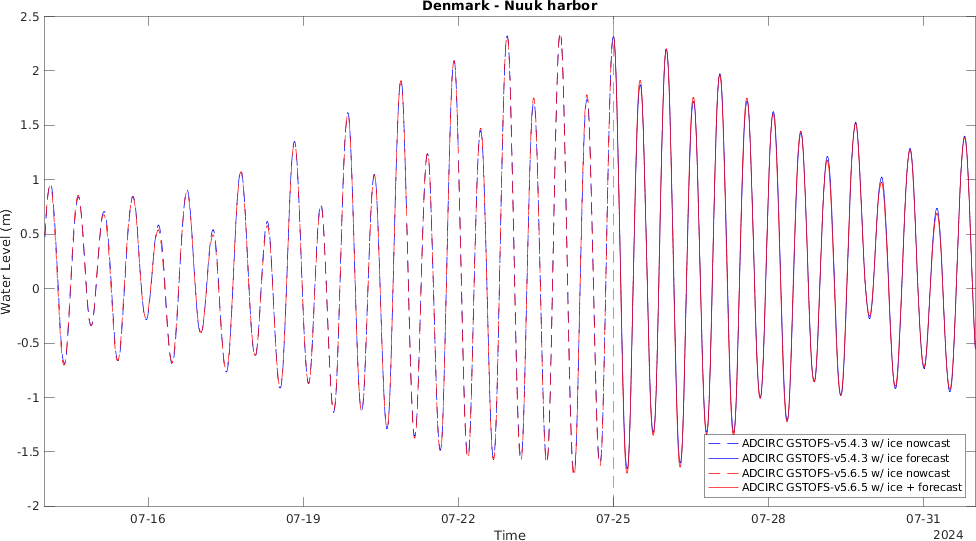 Denmark - Nuuk harbor
2.5
2
1.5
1
0.5
0
-0.5
-1
-1.5
-2
Water Level (m)
07-16
07-19
07-22
07-25
07-28
07-31
Time
2024
ADCIRC GSTOFS-v5.4.3 w/ ice nowcast
ADCIRC GSTOFS-v5.4.3 w/ ice forecast
ADCIRC GSTOFS-v5.6.5 w/ ice nowcast
ADCIRC GSTOFS-v5.6.5 w/ ice + forecast